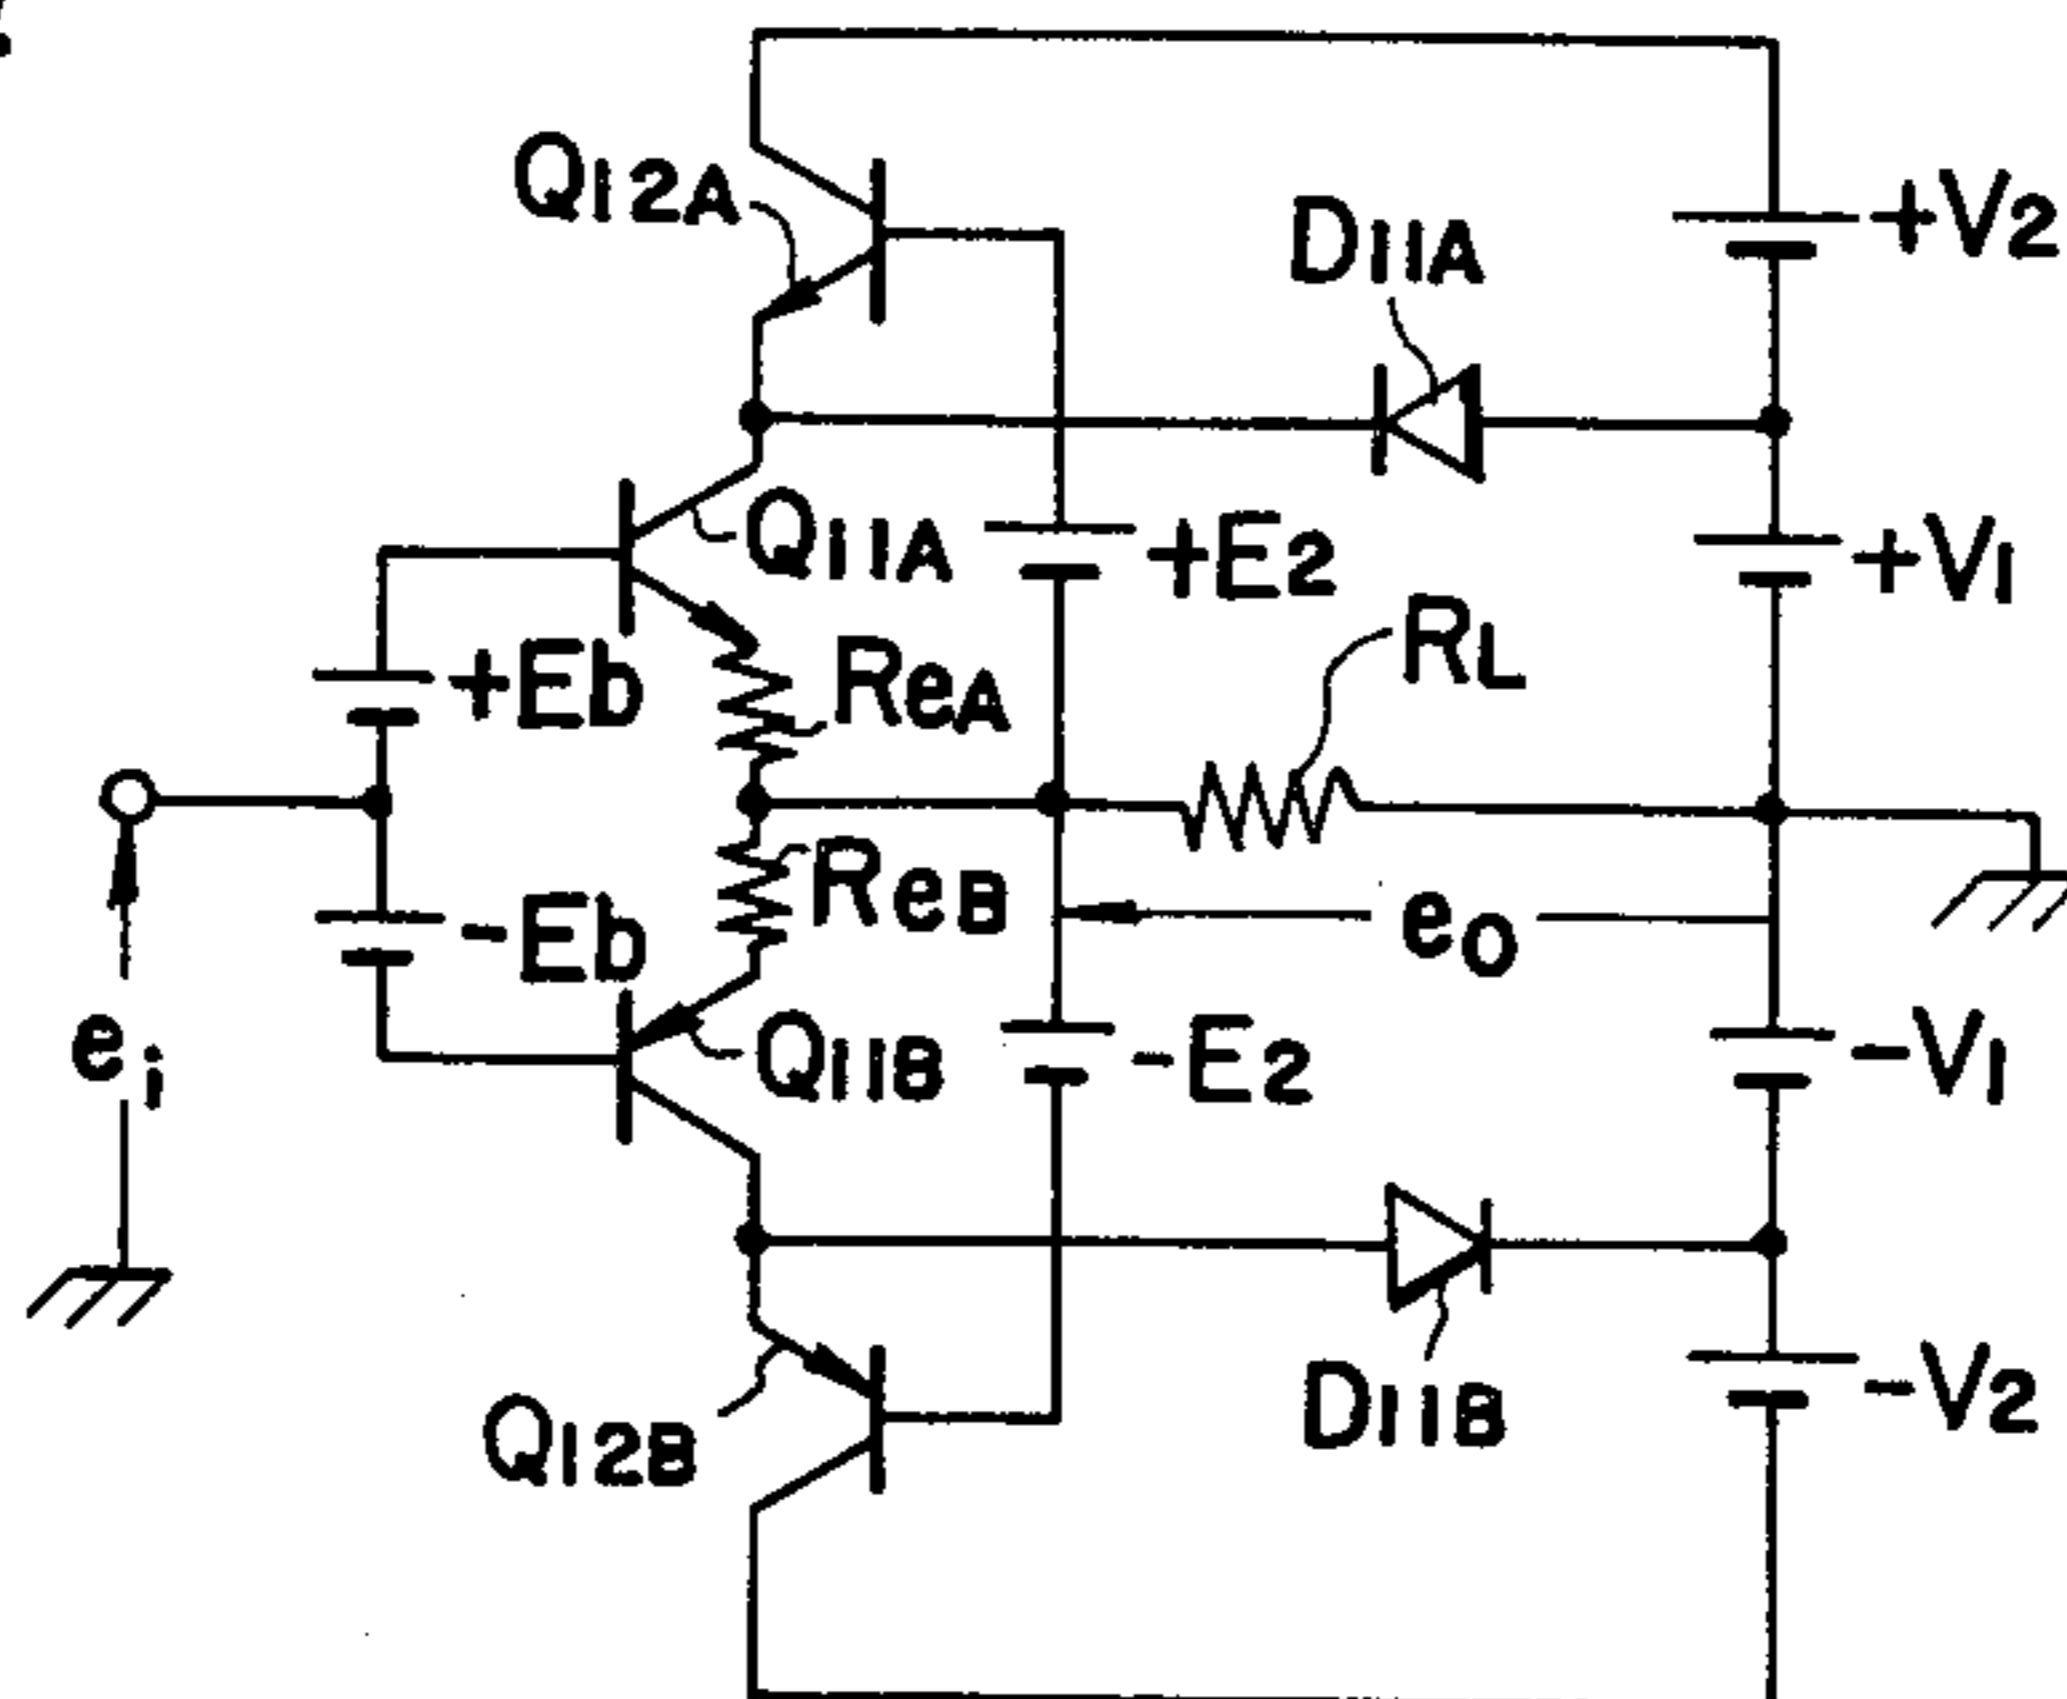 Q12A
D11A
+V2
Q11A
+E2
+V1
+Eb
ReA
RL
ReB
eo
-Eb
ei
Q11B
-E2
-V1
Q12B
D11B
-V2